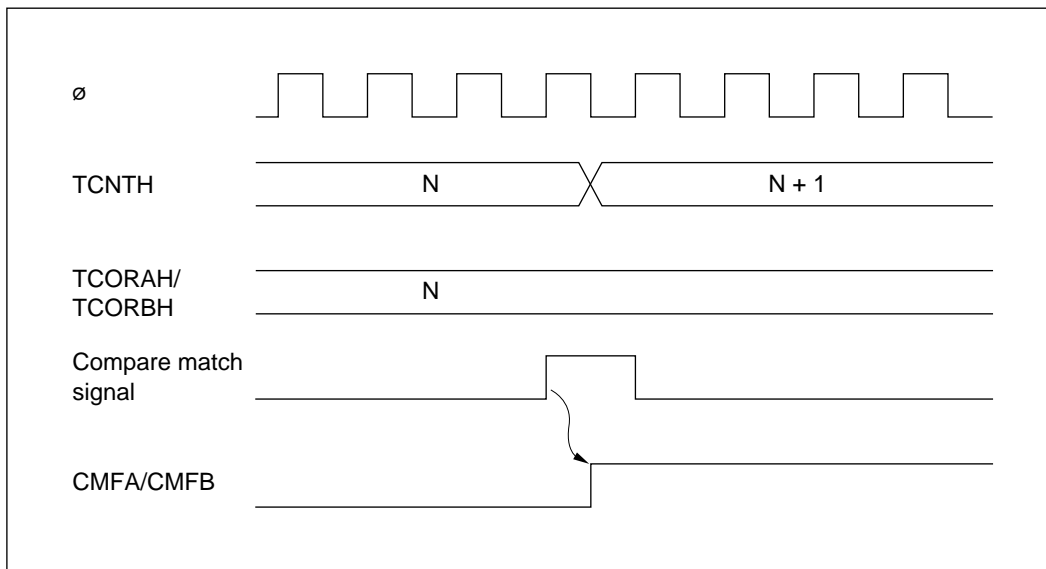 ø
TCNTH
N
N + 1
TCORAH/
TCORBH
N
Compare match
signal
CMFA/CMFB